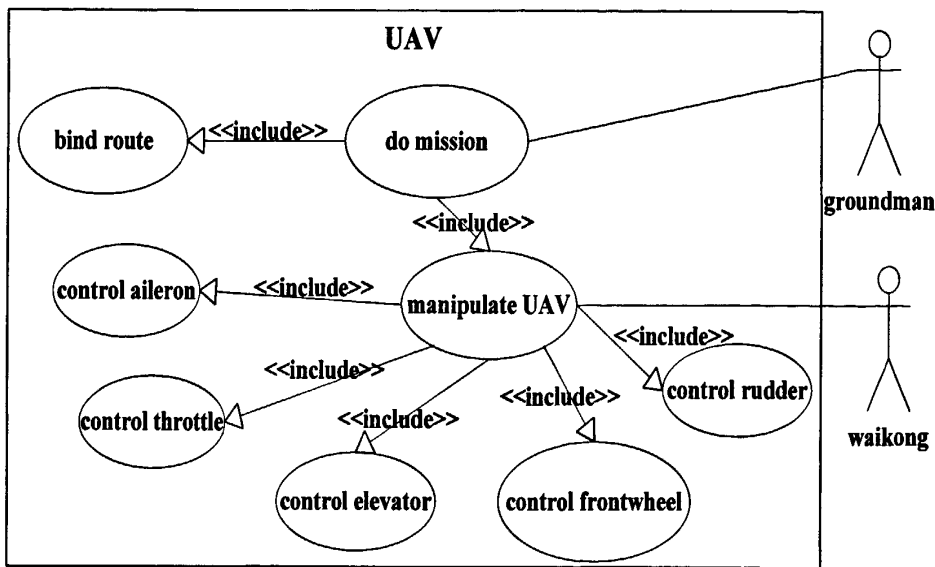 UAV
bind route
<<include>>
do mission
groundman
<<include>>
control aileron
<<include>>
manipulate UAV
<<include>>
<<include>>
control rudder
control throttle
<<include>>
<<include>>
waikong
control elevator
control frontwheel